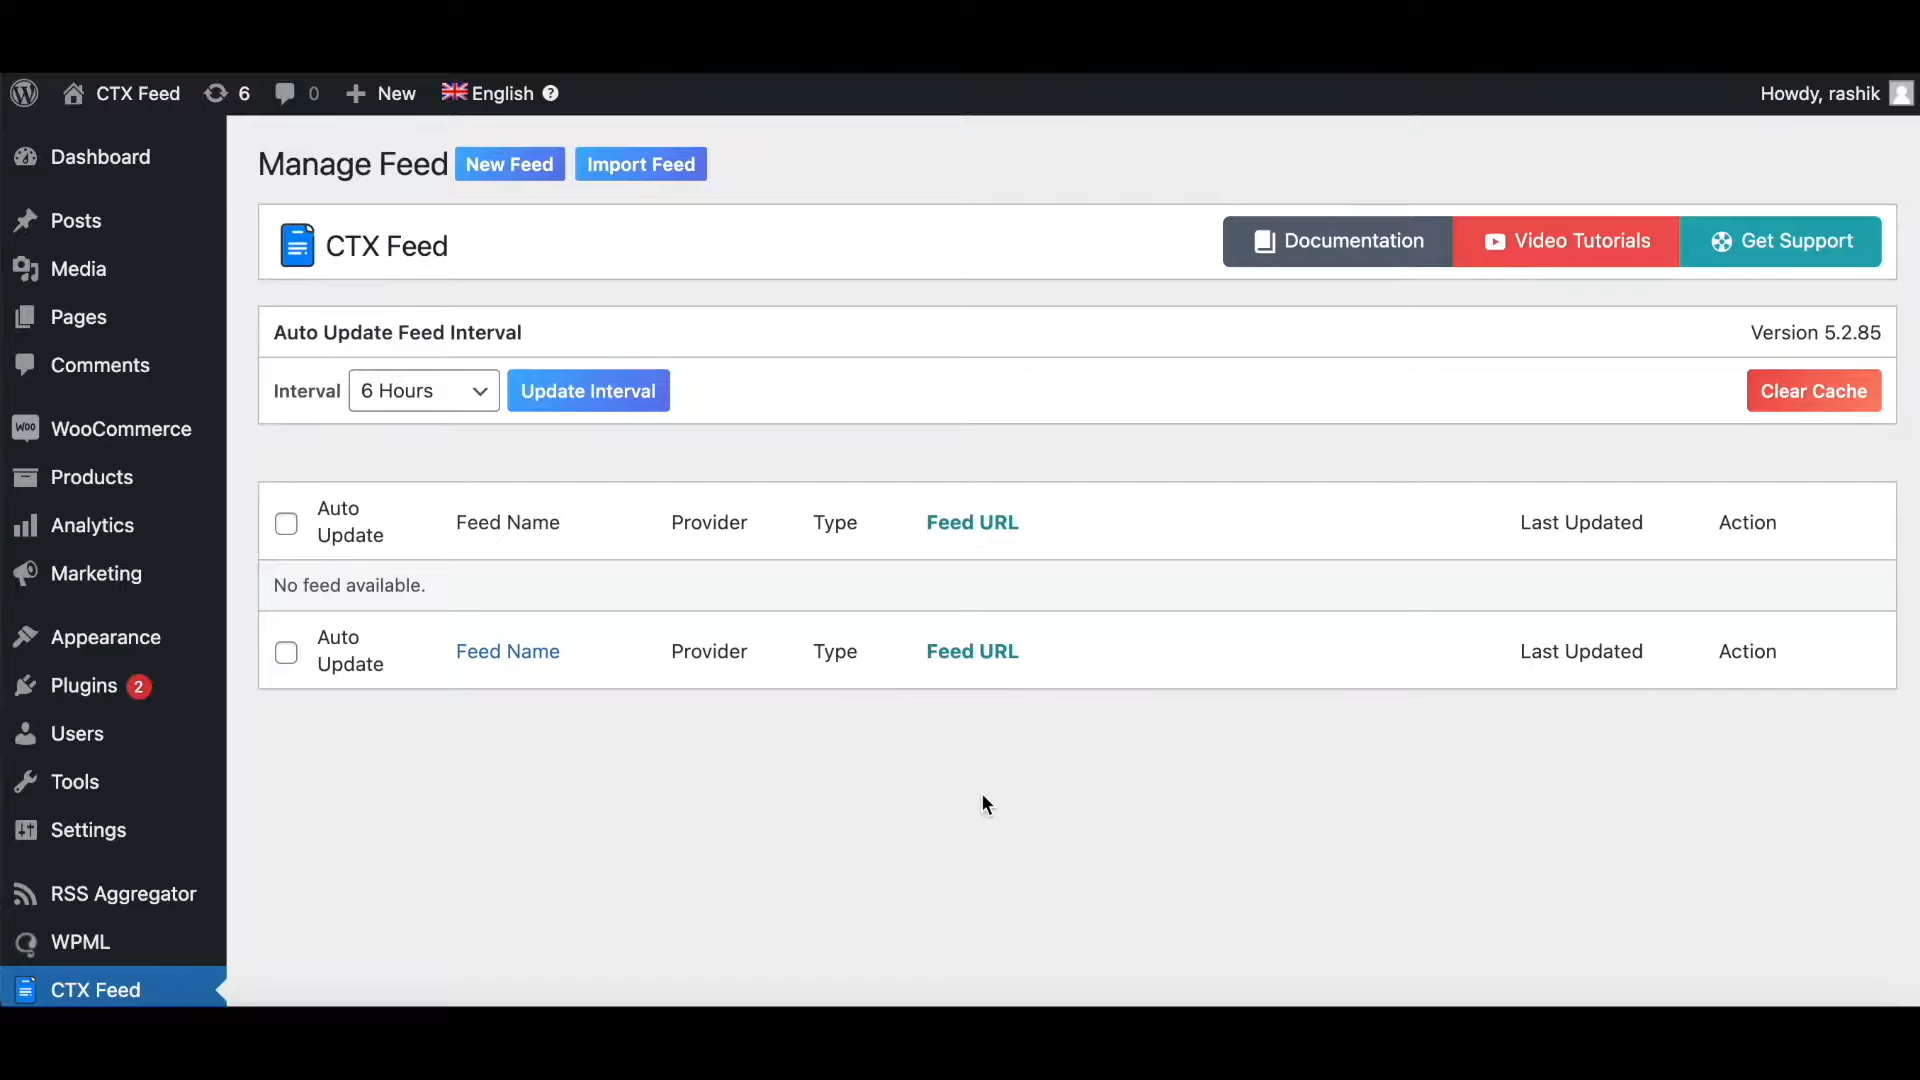 CTX Feed 6 0 New English Howdy, rashik
Dashboard
Posts
Media
Pages
Comments
WooCommerce
Products
Analytics
Marketing
Appearance
Plugins 2
Users
Tools
Settings
RSS Aggregator
WPML
CTX Feed
Manage Feed New Feed Import Feed
CTX Feed Documentation Video Tutorials Get Support
Auto Update Feed Interval Version 5.2.85
Interval 6 Hours Update Interval Clear Cache
Auto Update Feed Name Provider Type Feed URL Last Updated Action
No feed available.
Auto Update Feed Name Provider Type Feed URL Last Updated Action